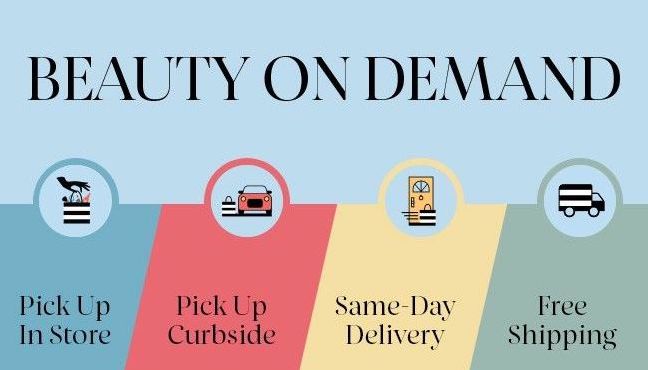 BEAUTY ON DEMAND
Pick Up
In Store
Pick Up
Curbside
Same-Day
Delivery
Free
Shipping